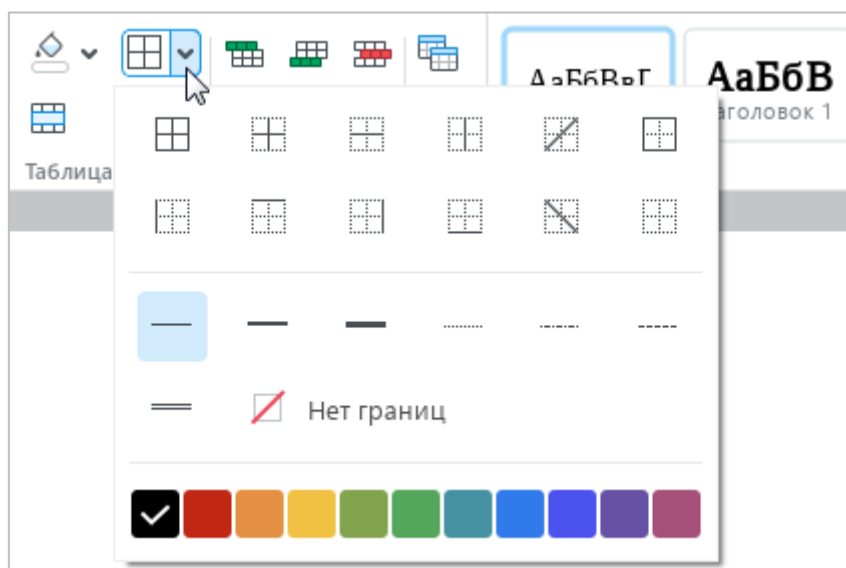 АаБбВвГ
АаБбВ
аголовок 1
Таблица
Нет границ